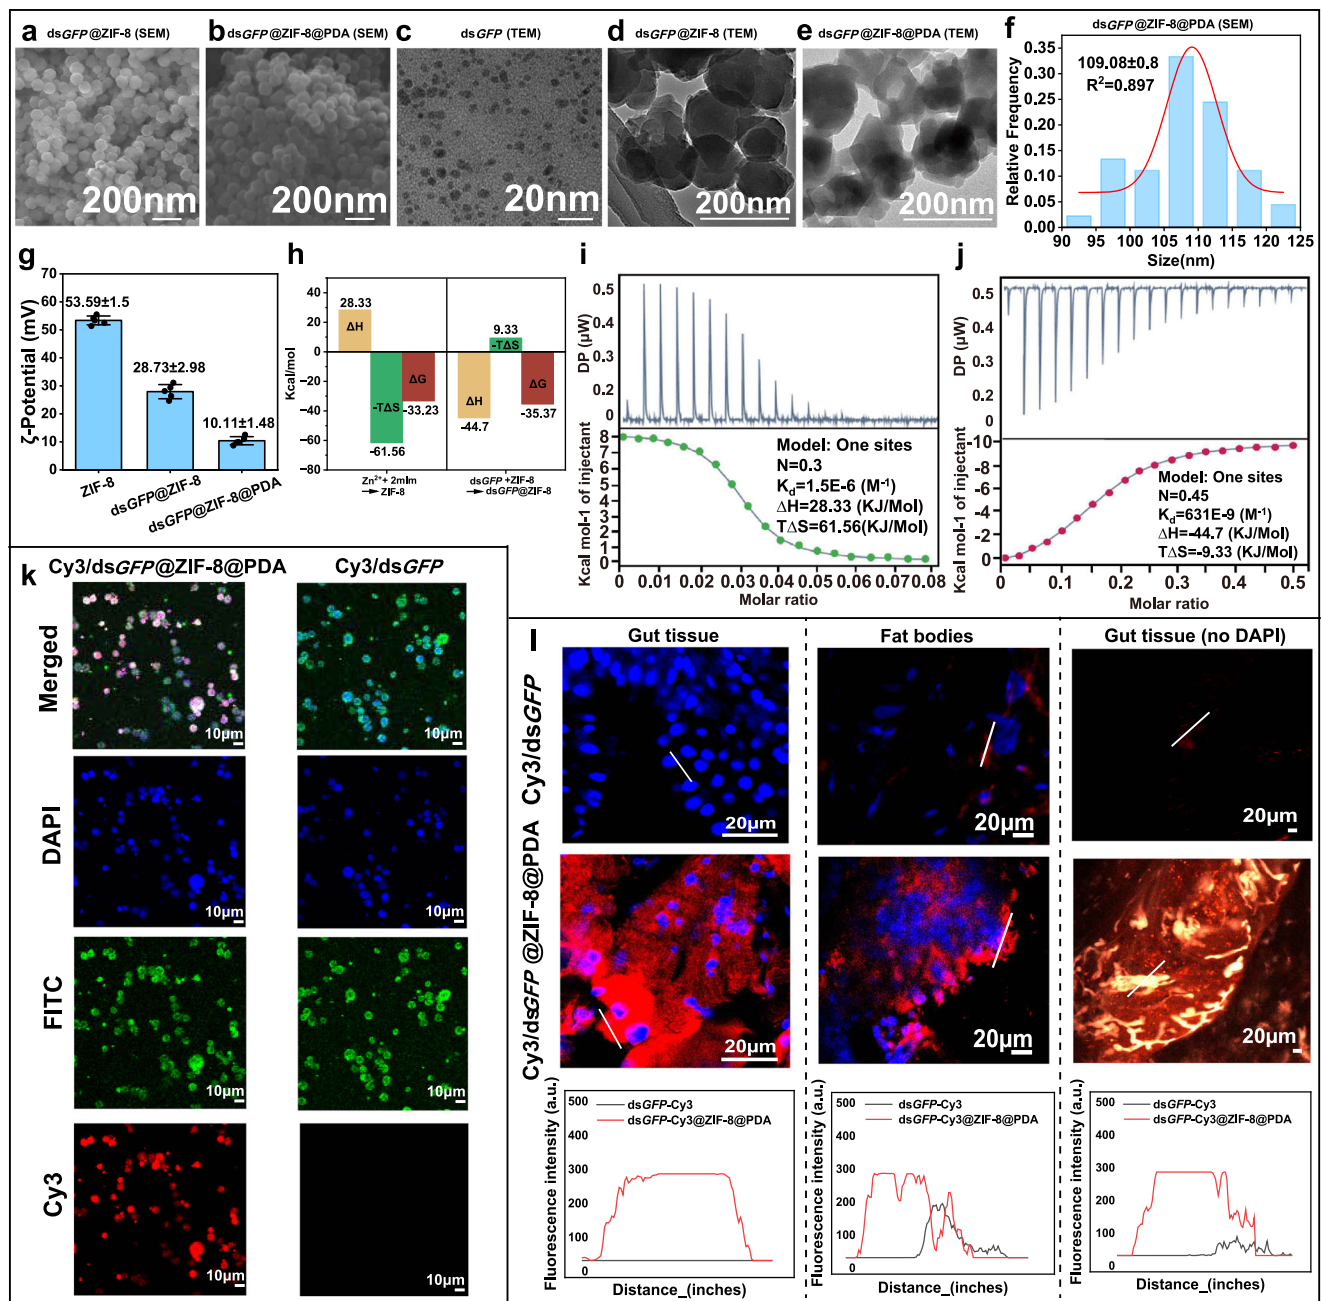 a dsGFP@ZIF-8 (SEM)
200nm
b dsGFP@ZIF-8@PDA (SEM)
200nm
c dsGFP (TEM)
20nm
d dsGFP@ZIF-8 (TEM)
200nm
e dsGFP@ZIF-8@PDA (TEM)
200nm
f dsGFP@ZIF-8@PDA (SEM)
109.08±0.8
R²=0.897
Relative Frequency
0.35
0.30
0.25
0.20
0.15
0.10
0.05
0.00
90 95 100 105 110 115 120 125
Size(nm)
g
ζ-Potential (mV)
70
60
50
40
30
20
10
0
53.59±1.5
28.73±2.98
10.11±1.48
ZIF-8
dsGFP@ZIF-8
dsGFP@ZIF-8@PDA
h
Kcal/mol
40
20
0
−20
−40
−60
−80
28.33
ΔH
-TΔS
-61.56
ΔG
-33.23
9.33
-TΔS
ΔH
-44.7
ΔG
-35.37
Zn²⁺+ 2mIm
→ ZIF-8
dsGFP +ZIF-8
→ dsGFP@ZIF-8
i
DP (µW)
0.5
0.4
0.3
0.2
0
Kcal mol-1 of injectant
8
7
6
5
4
3
2
1
0
Model: One sites
N=0.3
Kd=1.5E-6 (M⁻¹)
ΔH=28.33 (KJ/Mol)
TΔS=61.56(KJ/Mol)
0 0.01 0.02 0.03 0.04 0.05 0.06 0.07 0.08
Molar ratio
j
DP (µW)
0.5
0.4
0.3
0.2
0
Kcal mol-1 of injectant
-10
-8
-6
-4
-2
0
Model: One sites
N=0.45
Kd=631E-9 (M⁻¹)
ΔH=-44.7 (KJ/Mol)
TΔS=-9.33 (KJ/Mol)
0 0.1 0.2 0.3 0.4 0.5
Molar ratio
k
Cy3/dsGFP@ZIF-8@PDA
Cy3/dsGFP
Merged
10µm
10µm
DAPI
10µm
10µm
FITC
10µm
10µm
Cy3
10µm
10µm
l
Gut tissue
Fat bodies
Gut tissue (no DAPI)
Cy3/dsGFP
20µm
20µm
20µm
Cy3/dsGFP @ZIF-8@PDA
20µm
20µm
20µm
Fluorescence intensity (a.u.)
500
400
300
200
100
0
dsGFP-Cy3
dsGFP-Cy3@ZIF-8@PDA
Distance_(inches)
Fluorescence intensity (a.u.)
500
400
300
200
100
0
dsGFP-Cy3
dsGFP-Cy3@ZIF-8@PDA
Distance_(inches)
Fluorescence intensity (a.u.)
500
400
300
200
100
0
dsGFP-Cy3
dsGFP-Cy3@ZIF-8@PDA
Distance_(inches)